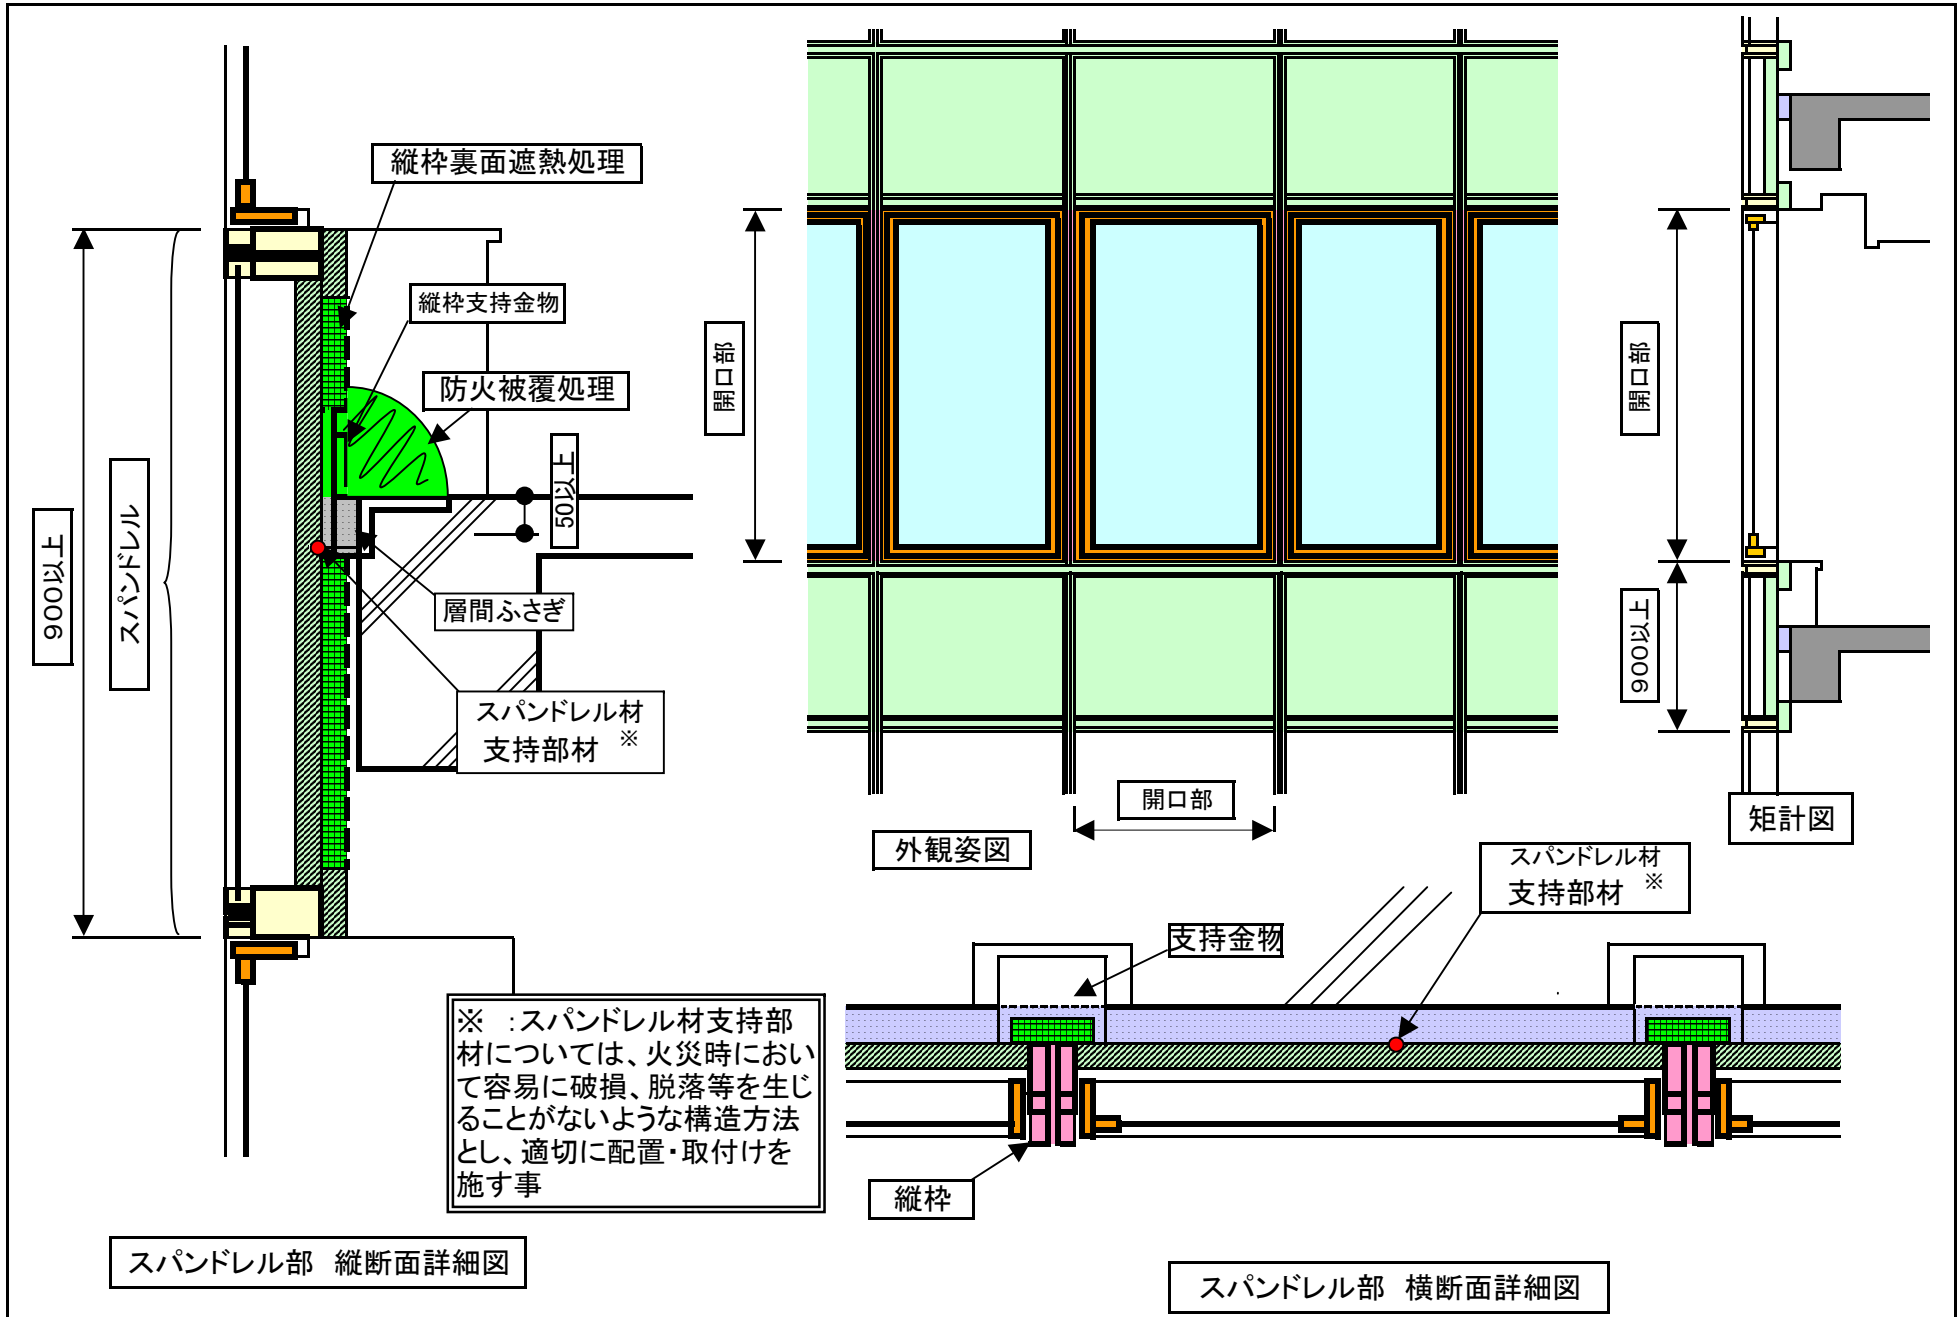 縦枠裏面遮熱処理
縦枠支持金物
防火被覆処理
50以上
900以上
スパンドレル
層間ふさぎ
スパンドレル材
支持部材 ※
※ :スパンドレル材支持部
材については、火災時におい
て容易に破損、脱落等を生じ
ることがないような構造方法
とし、適切に配置・取付けを
施す事
スパンドレル部 縦断面詳細図
開口部
開口部
外観姿図
開口部
900以上
矩計図
スパンドレル材
支持部材 ※
支持金物
縦枠
スパンドレル部 横断面詳細図